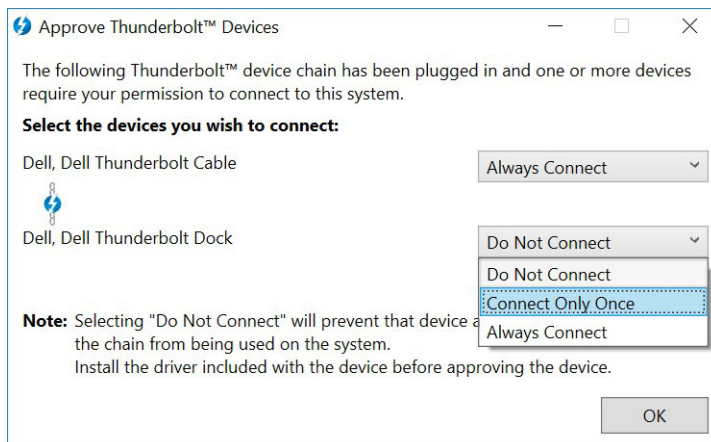 Approve Thunderbolt™ Devices
The following Thunderbolt™ device chain has been plugged in and one or more devices
require your permission to connect to this system.
Select the devices you wish to connect:
Dell, Dell Thunderbolt Cable
Always Connect
Dell, Dell Thunderbolt Dock
Do Not Connect
Do Not Connect
Connect Only Once
Always Connect
Note: Selecting "Do Not Connect" will prevent that device
the chain from being used on the system.
Install the driver included with the device before approving the device.
OK